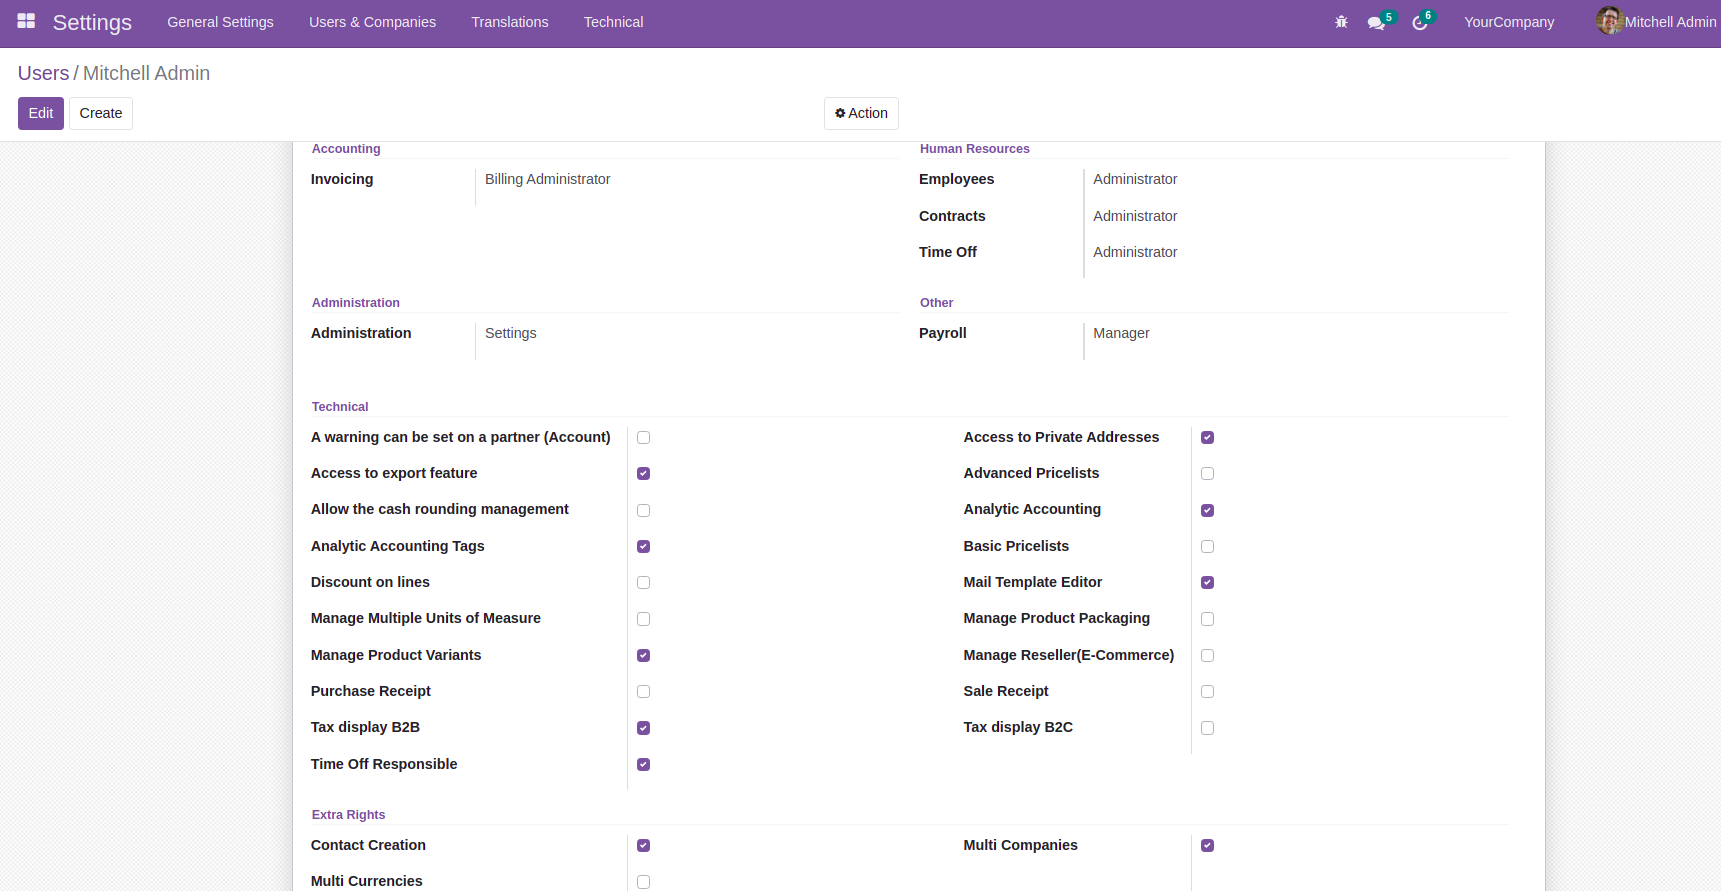 Settings General Settings Users & Companies Translations Technical 5 6 YourCompany Mitchell Admin
Users / Mitchell Admin
Edit Create Action
Accounting Human Resources
Invoicing Billing Administrator Employees Administrator
Contracts Administrator
Time Off Administrator
Administration Other
Administration Settings Payroll Manager
Technical
A warning can be set on a partner (Account) Access to Private Addresses
Access to export feature Advanced Pricelists
Allow the cash rounding management Analytic Accounting
Analytic Accounting Tags Basic Pricelists
Discount on lines Mail Template Editor
Manage Multiple Units of Measure Manage Product Packaging
Manage Product Variants Manage Reseller(E-Commerce)
Purchase Receipt Sale Receipt
Tax display B2B Tax display B2C
Time Off Responsible
Extra Rights
Contact Creation Multi Companies
Multi Currencies